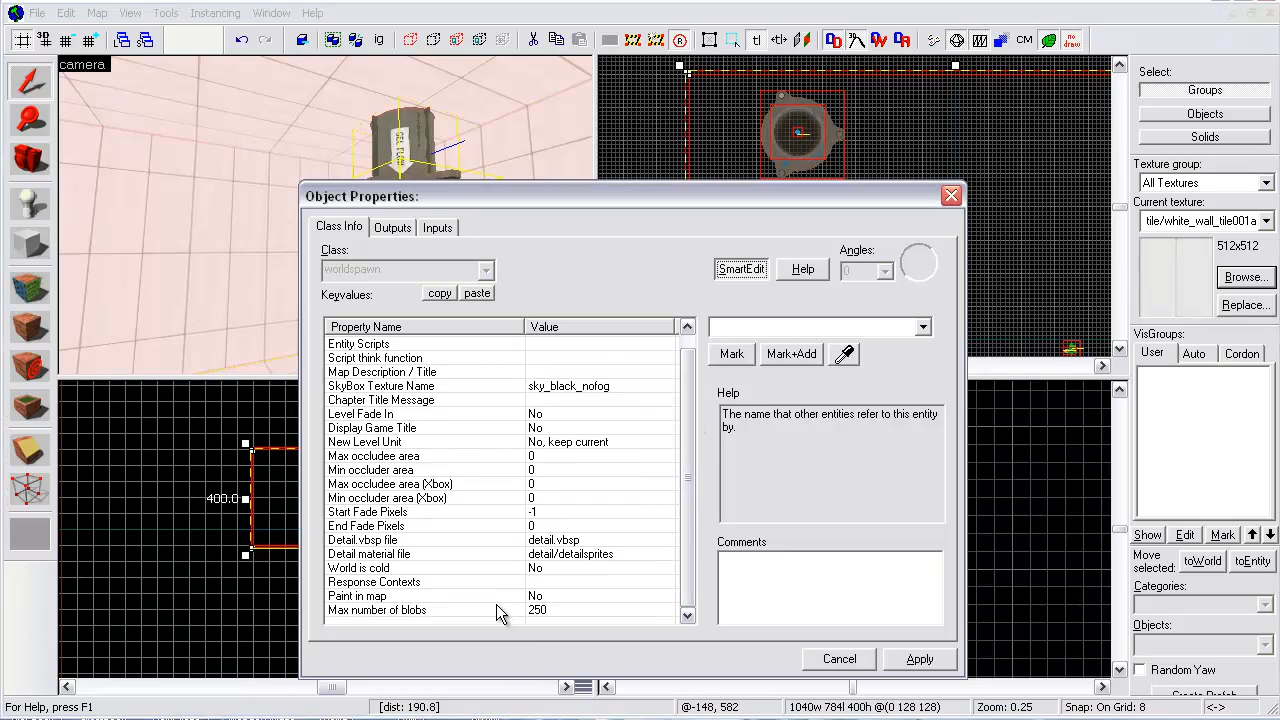 File Edit Map View Tools Instancing Window Help
3D
ig
tl
CM
no draw
camera
Select:
Groups
Objects
Solids
Texture group:
All Textures
Current texture:
tile/white_wall_tile001a
512x512
Browse...
Replace...
VisGroups:
Auto
Show Edit Mark
Move selected:
toWorld toEntity
Categories:
Objects:
Random Yaw
Create Prefab
400.0
Object Properties:
Class Info Outputs Inputs
Class:
worldspawn
SmartEdit Help
Angles:
0
Keyvalues:
copy paste
Property Name Value
Entity Scripts
Script think function
Map Description / Title
SkyBox Texture Name sky_black_nofog
Chapter Title Message
Level Fade In No
Display Game Title No
New Level Unit No, keep current
Max occludee area 0
Min occluder area 0
Max occludee area (Xbox) 0
Min occluder area (Xbox) 0
Start Fade Pixels -1
End Fade Pixels 0
Detail.vbsp file detail.vbsp
Detail material file detail/detailsprites
World is cold No
Response Contexts
Paint in map No
Max number of blobs 250
Help
The name that other entities refer to this entity
by.
Comments
Cancel Apply
For Help, press F1
[dist: 190.8]
@-116, 582
1040w 784l 400h @(0 128 128)
Zoom: 0.25
Snap: On Grid: 8
<->